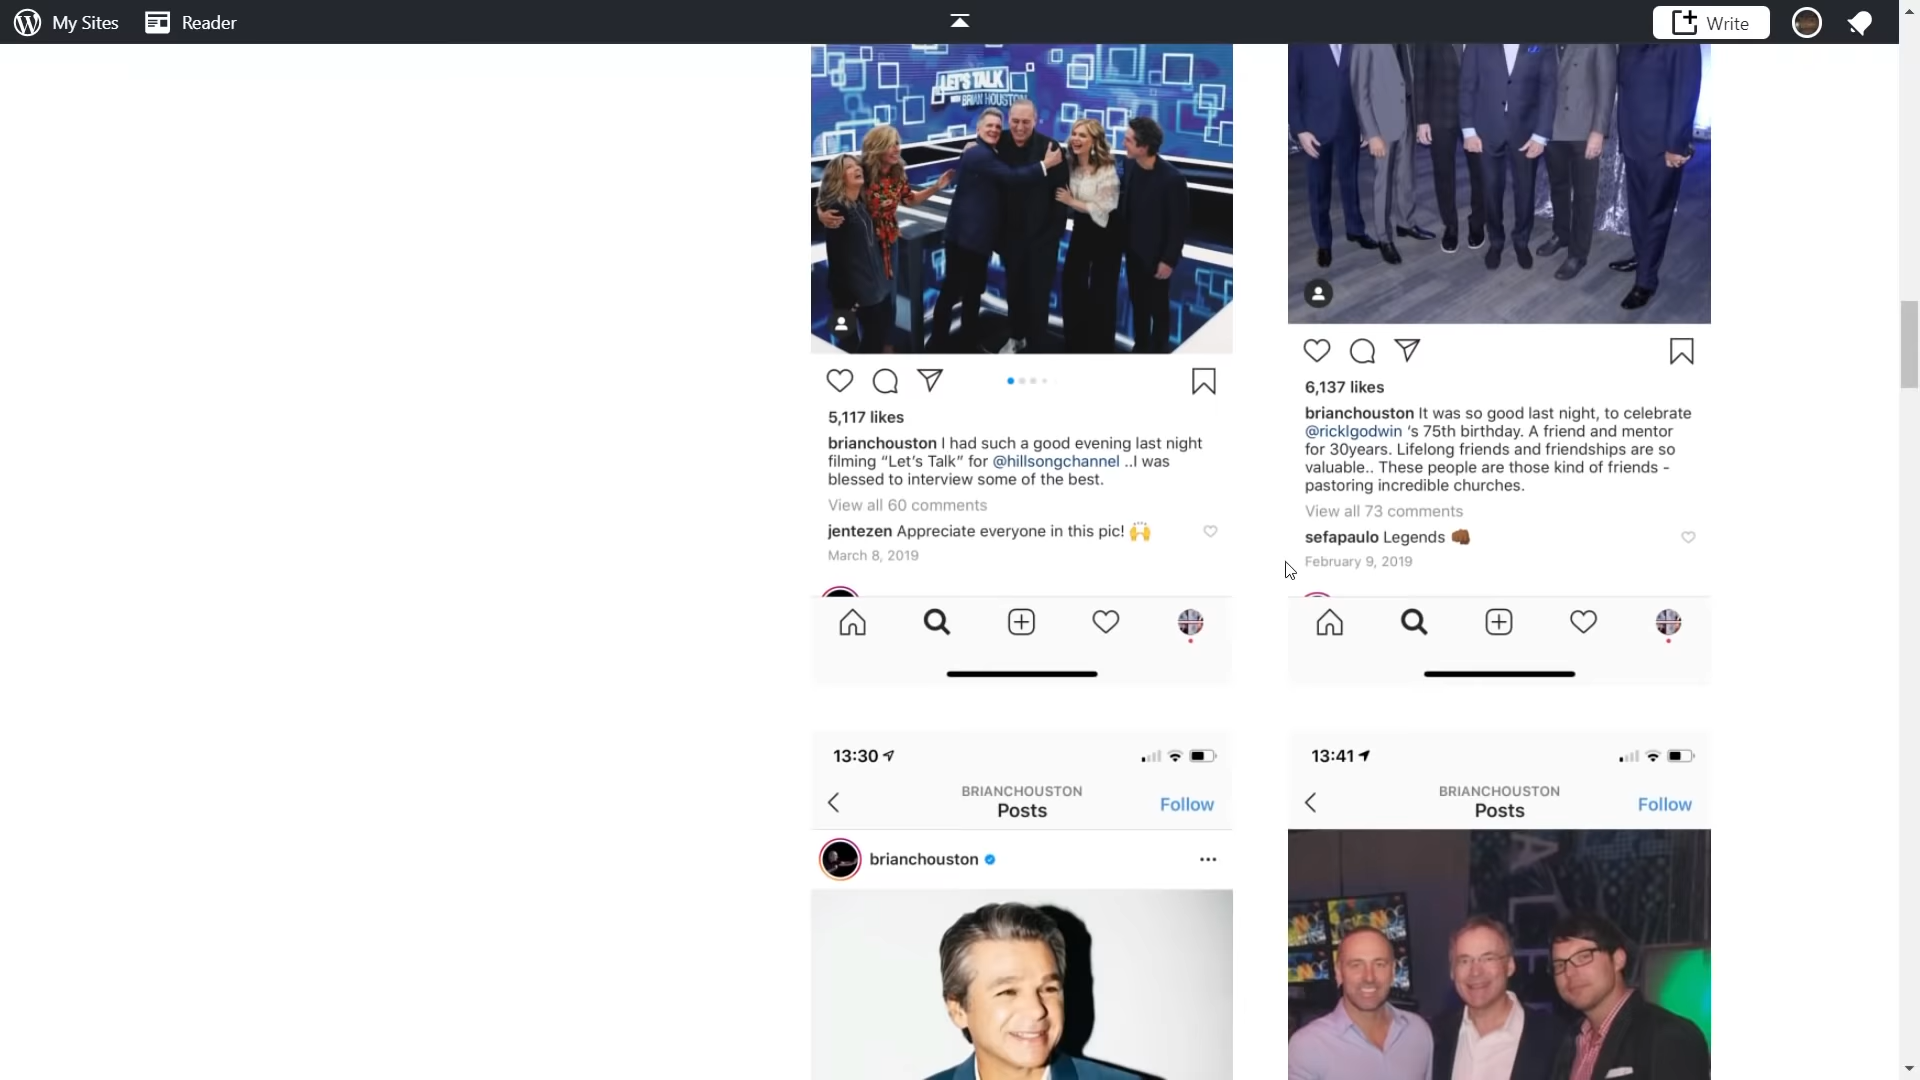 My Sites
Reader
Write
LET'S TALK
WITH BRIAN HOUSTON
5,117 likes
brianchouston I had such a good evening last night
filming “Let’s Talk” for @hillsongchannel ..I was
blessed to interview some of the best.
View all 60 comments
jentezen Appreciate everyone in this pic! 🙌
March 8, 2019
6,137 likes
brianchouston It was so good last night, to celebrate
@ricklgodwin ‘s 75th birthday. A friend and mentor
for 30years. Lifelong friends and friendships are so
valuable.. These people are those kind of friends -
pastoring incredible churches.
View all 73 comments
sefapaulo Legends 👊🏾
February 9, 2019
13:30
BRIANCHOUSTON
Posts
Follow
brianchouston
13:41
BRIANCHOUSTON
Posts
Follow